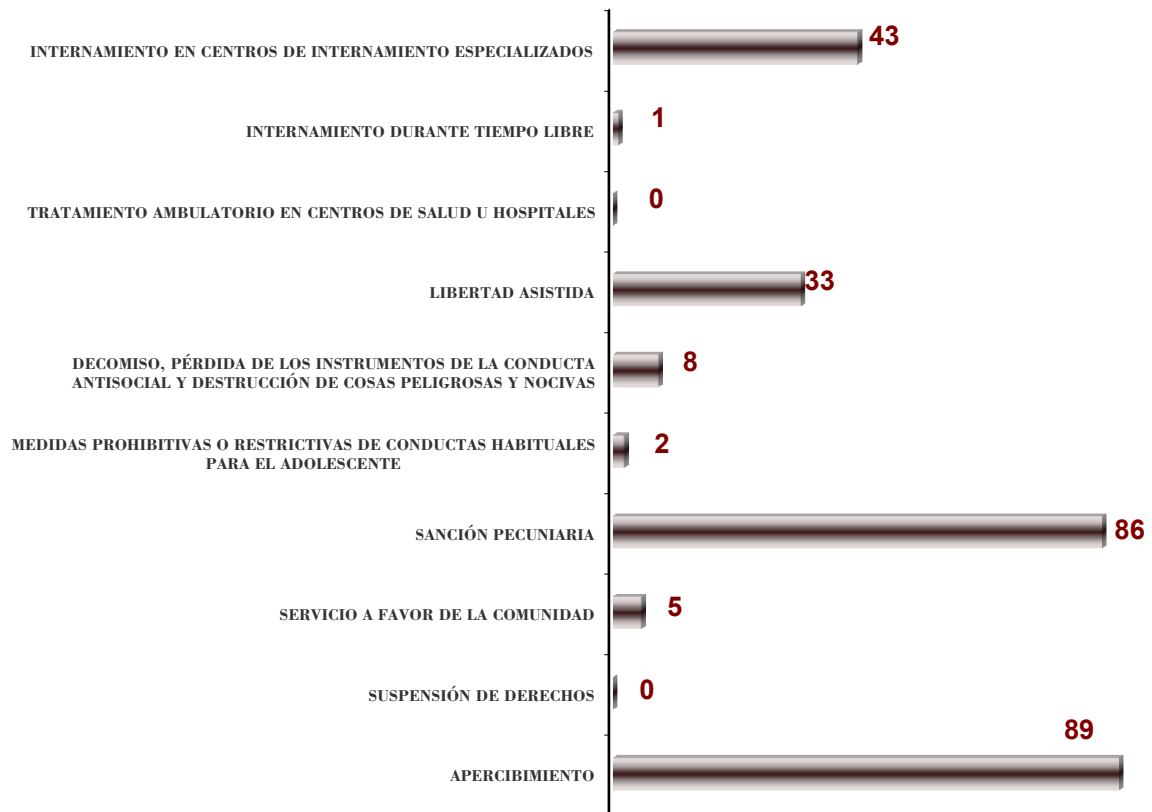 INTERNAMIENTO EN CENTROS DE INTERNAMIENTO ESPECIALIZADOS
43
INTERNAMIENTO DURANTE TIEMPO LIBRE
1
TRATAMIENTO AMBULATORIO EN CENTROS DE SALUD U HOSPITALES
0
LIBERTAD ASISTIDA
33
DECOMISO, PÉRDIDA DE LOS INSTRUMENTOS DE LA CONDUCTA
ANTISOCIAL Y DESTRUCCIÓN DE COSAS PELIGROSAS Y NOCIVAS
8
MEDIDAS PROHIBITIVAS O RESTRICTIVAS DE CONDUCTAS HABITUALES
PARA EL ADOLESCENTE
2
SANCIÓN PECUNIARIA
86
SERVICIO A FAVOR DE LA COMUNIDAD
5
SUSPENSIÓN DE DERECHOS
0
APERCIBIMIENTO
89